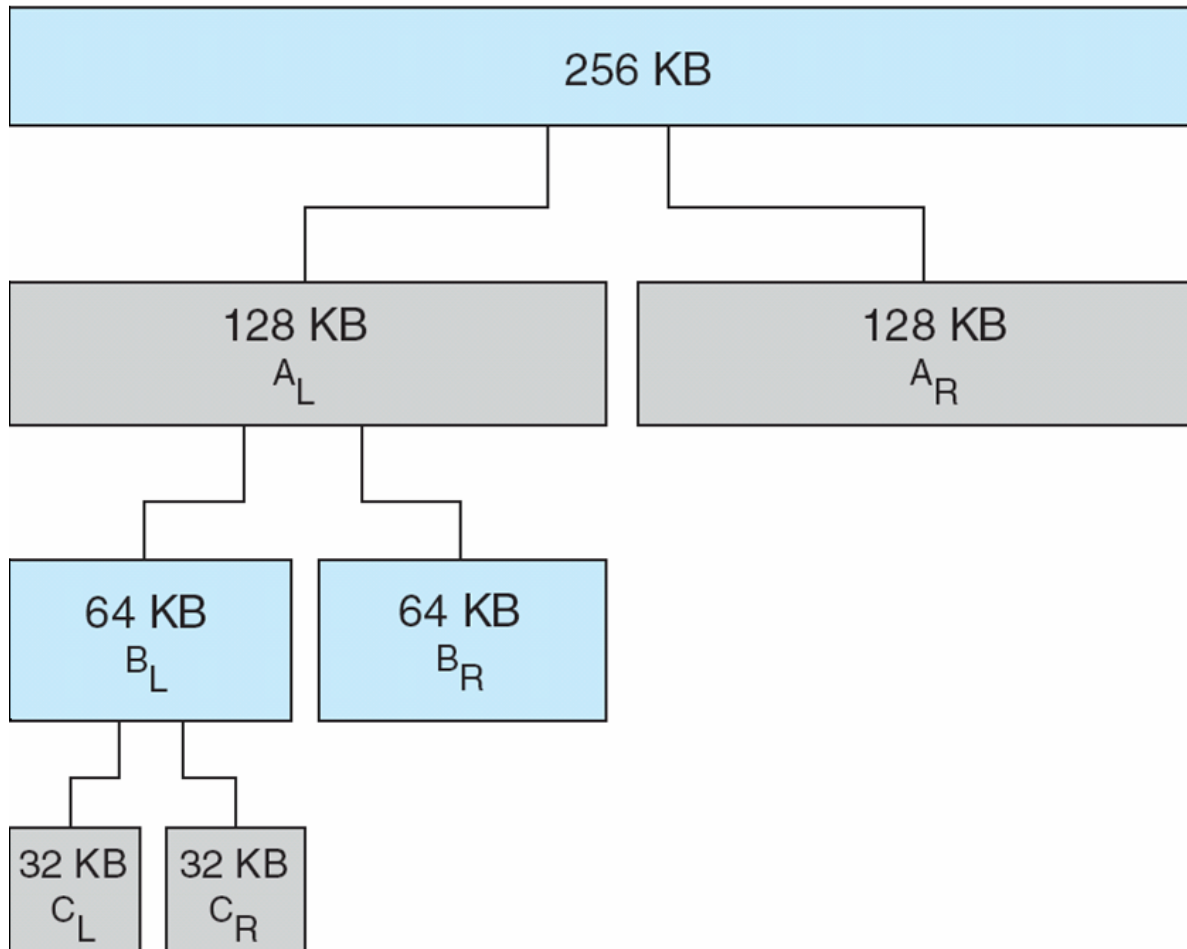 256 KB
128 KB
A_L
128 KB
A_R
64 KB
B_L
64 KB
B_R
32 KB
C_L
32 KB
C_R